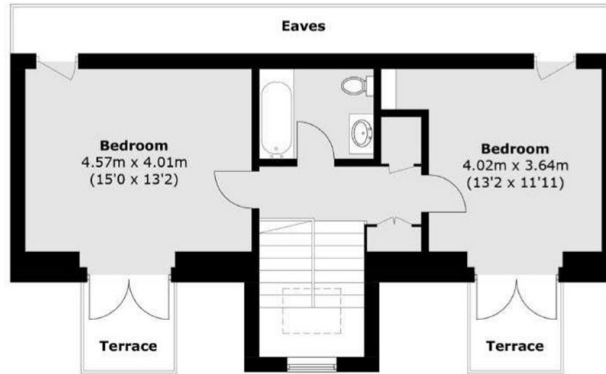 Eaves
Bedroom
4.57m x 4.01m
(15'0 x 13'2)
Bedroom
4.02m x 3.64m
(13'2 x 11'11)
Terrace
Terrace